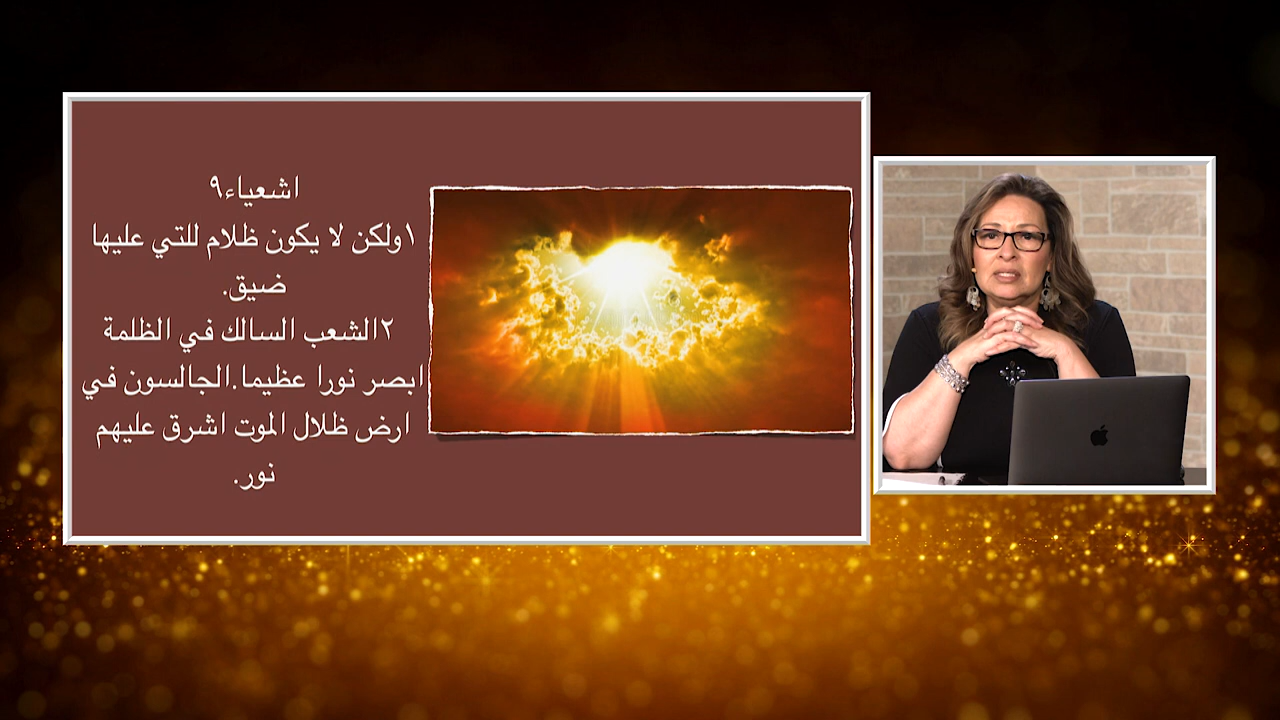 اشعياء٩
١ولكن لا يكون ظلام للتي عليها
ضيق.
٢الشعب السالك في الظلمة
ابصر نورا عظيما.الجالسون في
ارض ظلال الموت اشرق عليهم
نور.